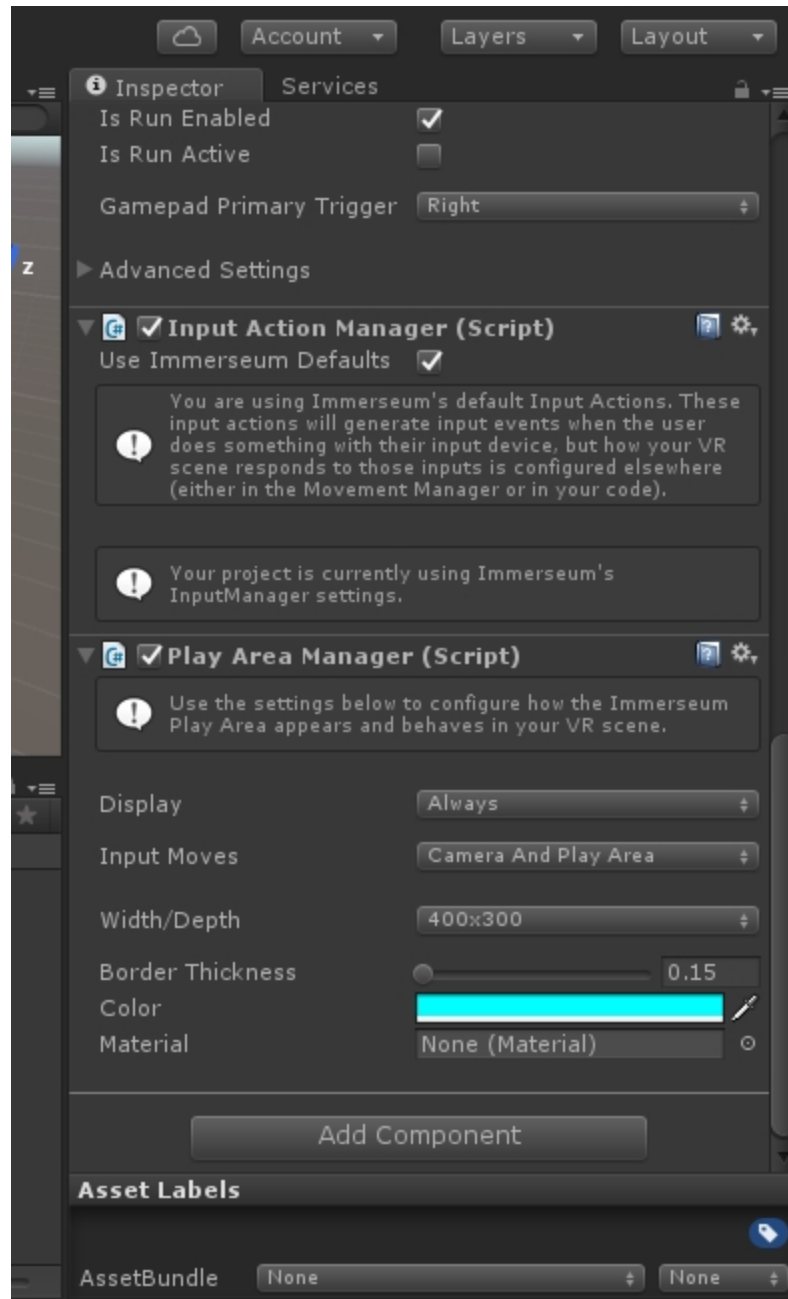 Account
Layers
Layout
Inspector
Services
Is Run Enabled
Is Run Active
Gamepad Primary Trigger
Right
z
Advanced Settings
Input Action Manager (Script)
Use Immerseum Defaults
You are using Immerseum's default Input Actions. These
input actions will generate input events when the user
does something with their input device, but how your VR
scene responds to those inputs is configured elsewhere
(either in the Movement Manager or in your code).
Your project is currently using Immerseum's
InputManager settings.
Play Area Manager (Script)
Use the settings below to configure how the Immerseum
Play Area appears and behaves in your VR scene.
Display
Always
Input Moves
Camera And Play Area
Width/Depth
400x300
Border Thickness
0.15
Color
Material
None (Material)
Add Component
Asset Labels
AssetBundle
None
None